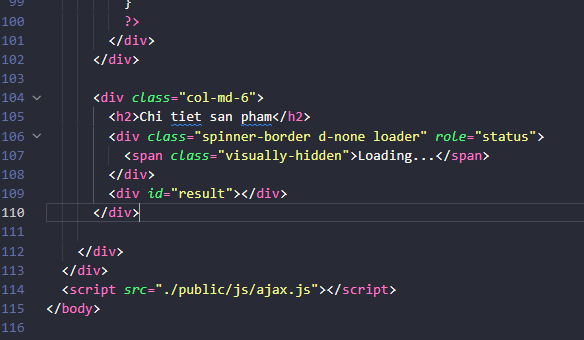 99 }
100 ?>
101 </div>
102 </div>
103
104 <div class="col-md-6">
105 <h2>Chi tiet san pham</h2>
106 <div class="spinner-border d-none loader" role="status">
107 <span class="visually-hidden">Loading...</span>
108 </div>
109 <div id="result"></div>
110 </div>
111
112 </div>
113 </div>
114 <script src="./public/js/ajax.js"></script>
115 </body>
116